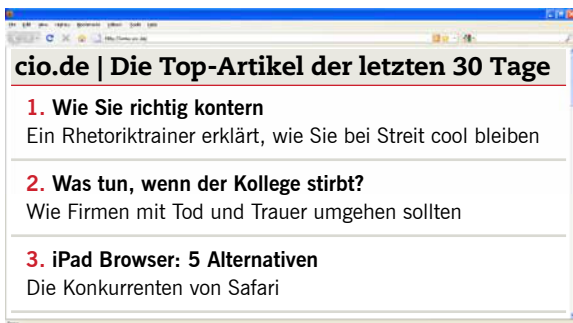 cio.de | Die Top-Artikel der letzten 30 Tage
1. Wie Sie richtig kontern
Ein Rhetoriktrainer erklärt, wie Sie bei Streit cool bleiben
2. Was tun, wenn der Kollege stirbt?
Wie Firmen mit Tod und Trauer umgehen sollten
3. iPad Browser: 5 Alternativen
Die Konkurrenten von Safari